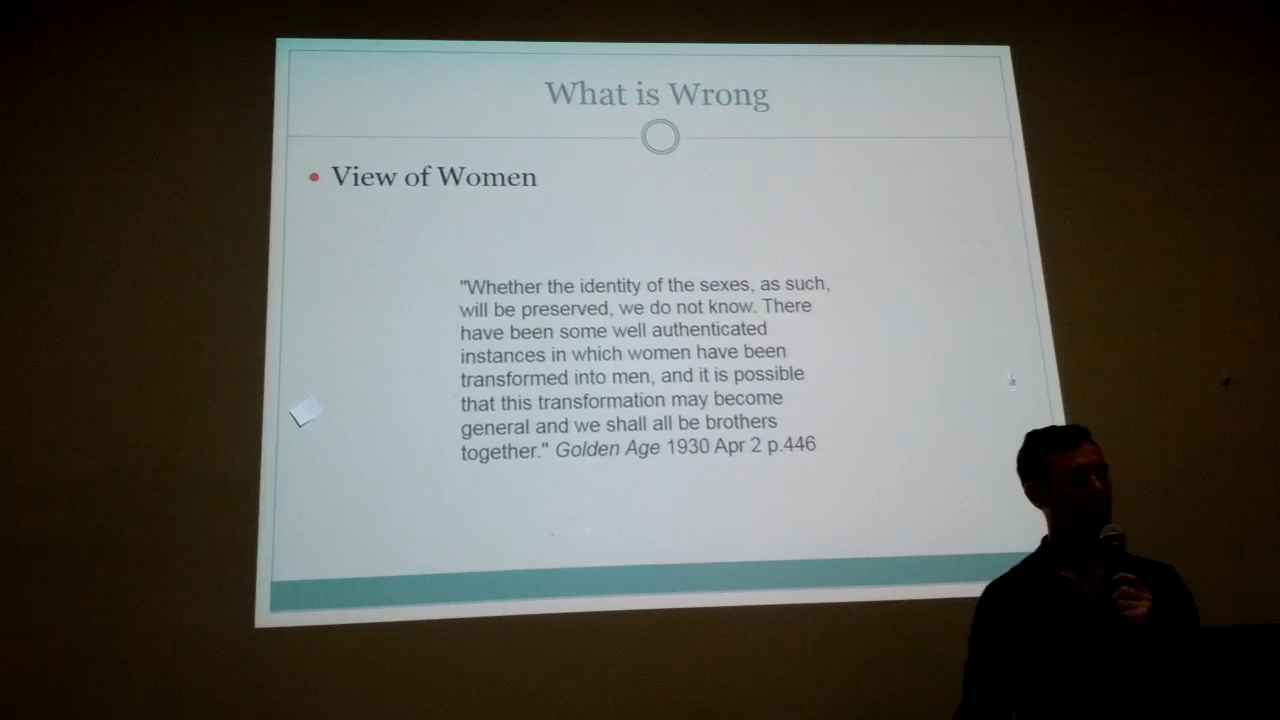 What is Wrong
View of Women
"Whether the identity of the sexes, as such,
will be preserved, we do not know. There
have been some well authenticated
instances in which women have been
transformed into men, and it is possible
that this transformation may become
general and we shall all be brothers
together." Golden Age 1930 Apr 2 p.446